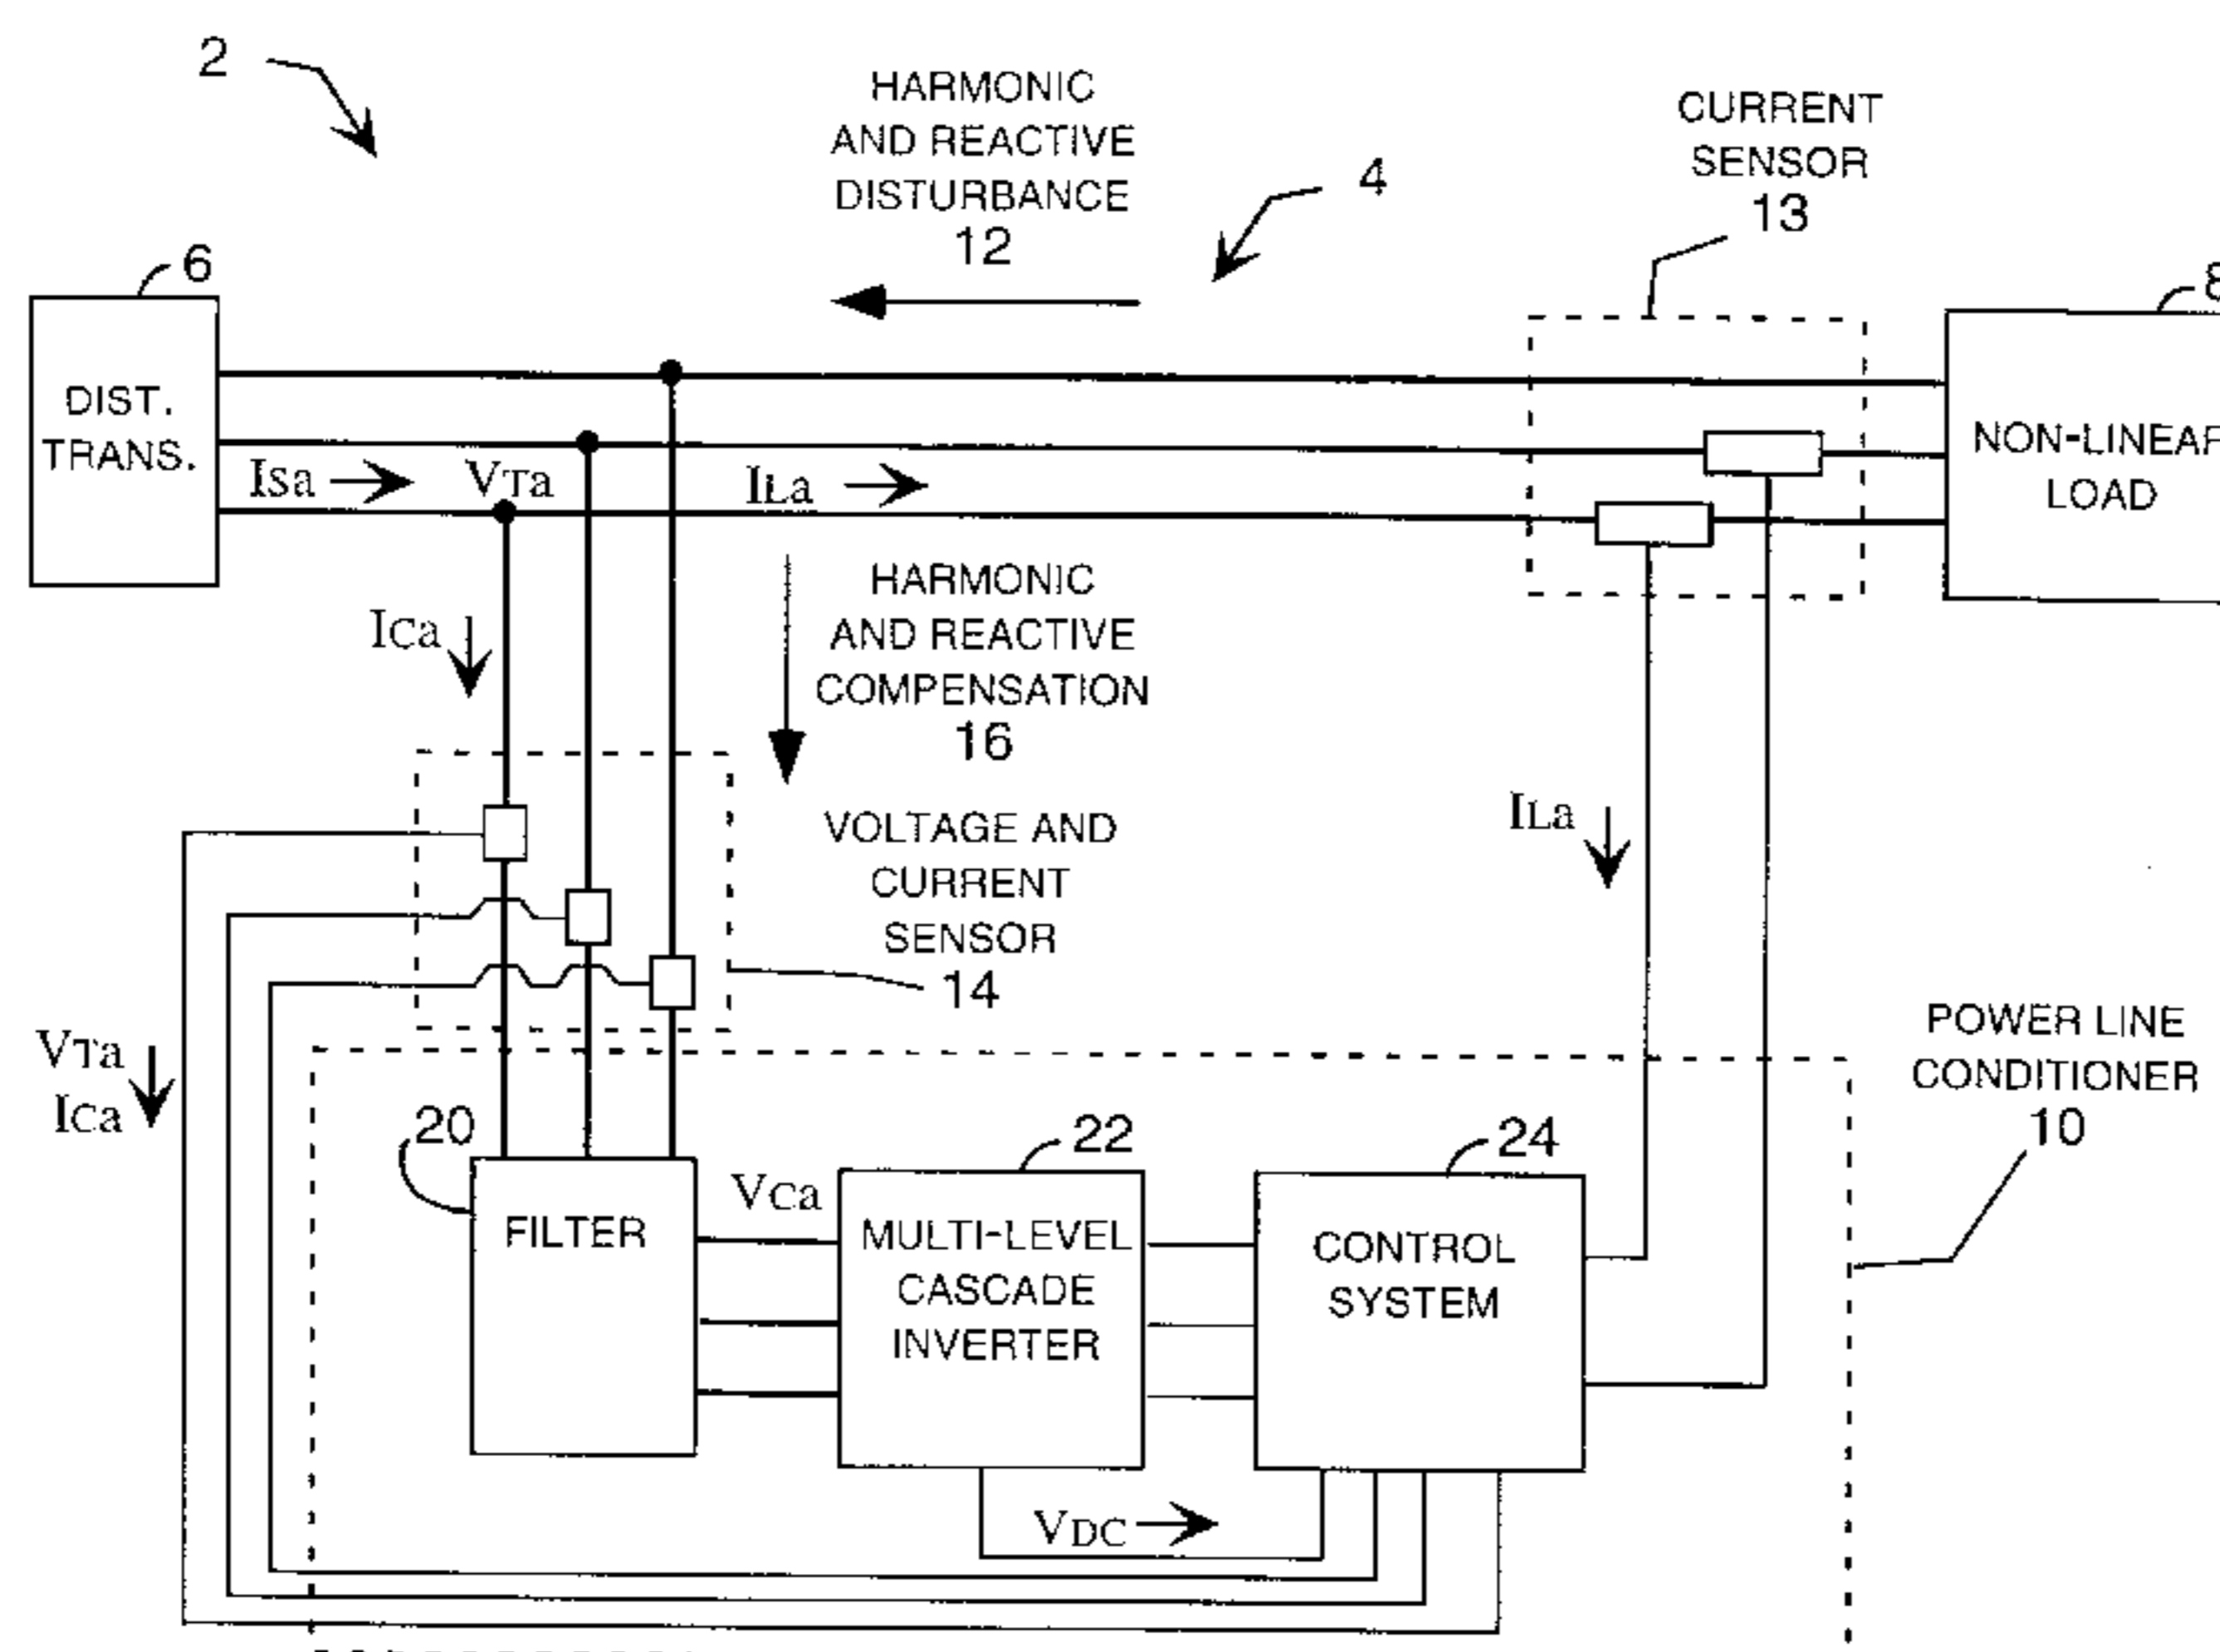 2
HARMONIC
AND REACTIVE
DISTURBANCE
12
4
CURRENT
SENSOR
13
6
8
DIST.
TRANS.
NON-LINEAR
LOAD
ISa
VTa
ILa
ICa
HARMONIC
AND REACTIVE
COMPENSATION
16
VOLTAGE AND
CURRENT
SENSOR
14
ILa
VTa
ICa
POWER LINE
CONDITIONER
10
20
22
24
FILTER
VCa
MULTI-LEVEL
CASCADE
INVERTER
CONTROL
SYSTEM
VDC